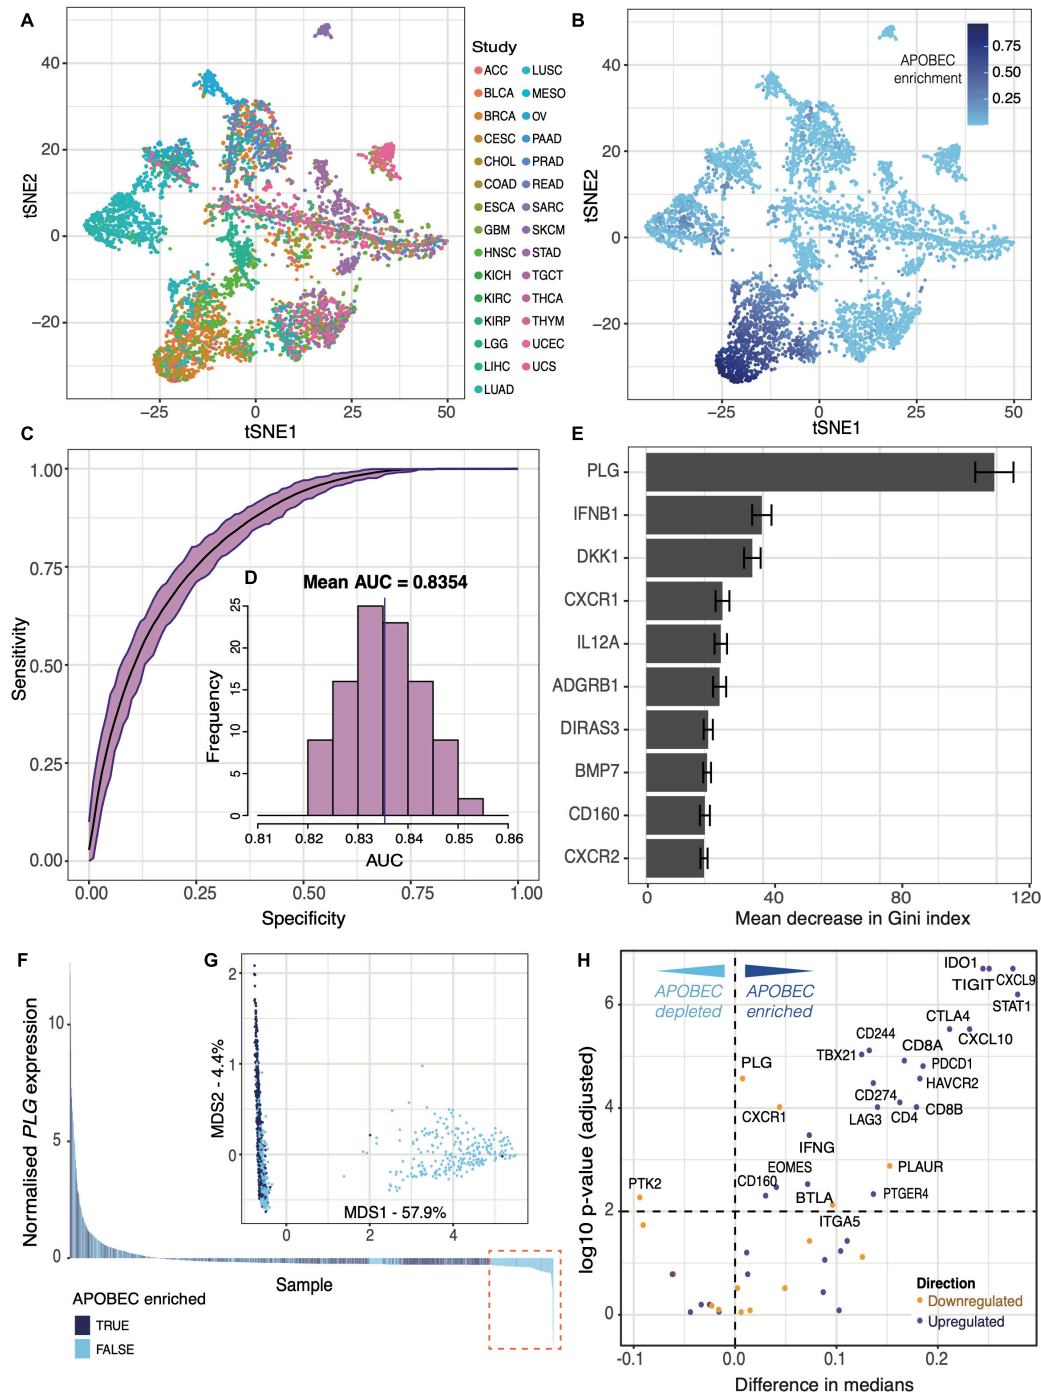 A
Study
ACC
BLCA
BRCA
CESC
CHOL
COAD
ESCA
GBM
HNSC
KICH
KIRC
KIRP
LGG
LIHC
LUAD
LUSC
MESO
OV
PAAD
PRAD
READ
SARC
SKCM
STAD
TGCT
THCA
THYM
UCEC
UCS
tSNE2
40
20
0
−20
−25
0
25
50
tSNE1
B
APOBEC
enrichment
0.75
0.50
0.25
tSNE2
40
20
0
−20
−25
0
25
50
tSNE1
C
Sensitivity
1.00
0.75
0.50
0.25
0.00
0.00
0.25
0.50
0.75
1.00
Specificity
D
Mean AUC = 0.8354
Frequency
25
20
15
10
5
0
0.81
0.82
0.83
0.84
0.85
0.86
AUC
E
PLG
IFNB1
DKK1
CXCR1
IL12A
ADGRB1
DIRAS3
BMP7
CD160
CXCR2
0
40
80
120
Mean decrease in Gini index
F
Normalised PLG expression
10
5
0
Sample
APOBEC enriched
TRUE
FALSE
G
MDS2 - 4.4%
2
1
0
MDS1 - 57.9%
0
2
4
H
log10 p-value (adjusted)
6
4
2
0
APOBEC
depleted
APOBEC
enriched
IDO1
TIGIT
CXCL9
STAT1
CTLA4
CXCL10
CD244
TBX21
CD8A
PDCD1
HAVCR2
PLG
CD274
CXCR1
LAG3
CD4
CD8B
IFNG
EOMES
PLAUR
CD160
PTGER4
PTK2
BTLA
ITGA5
Direction
Downregulated
Upregulated
-0.1
0.0
0.1
0.2
Difference in medians